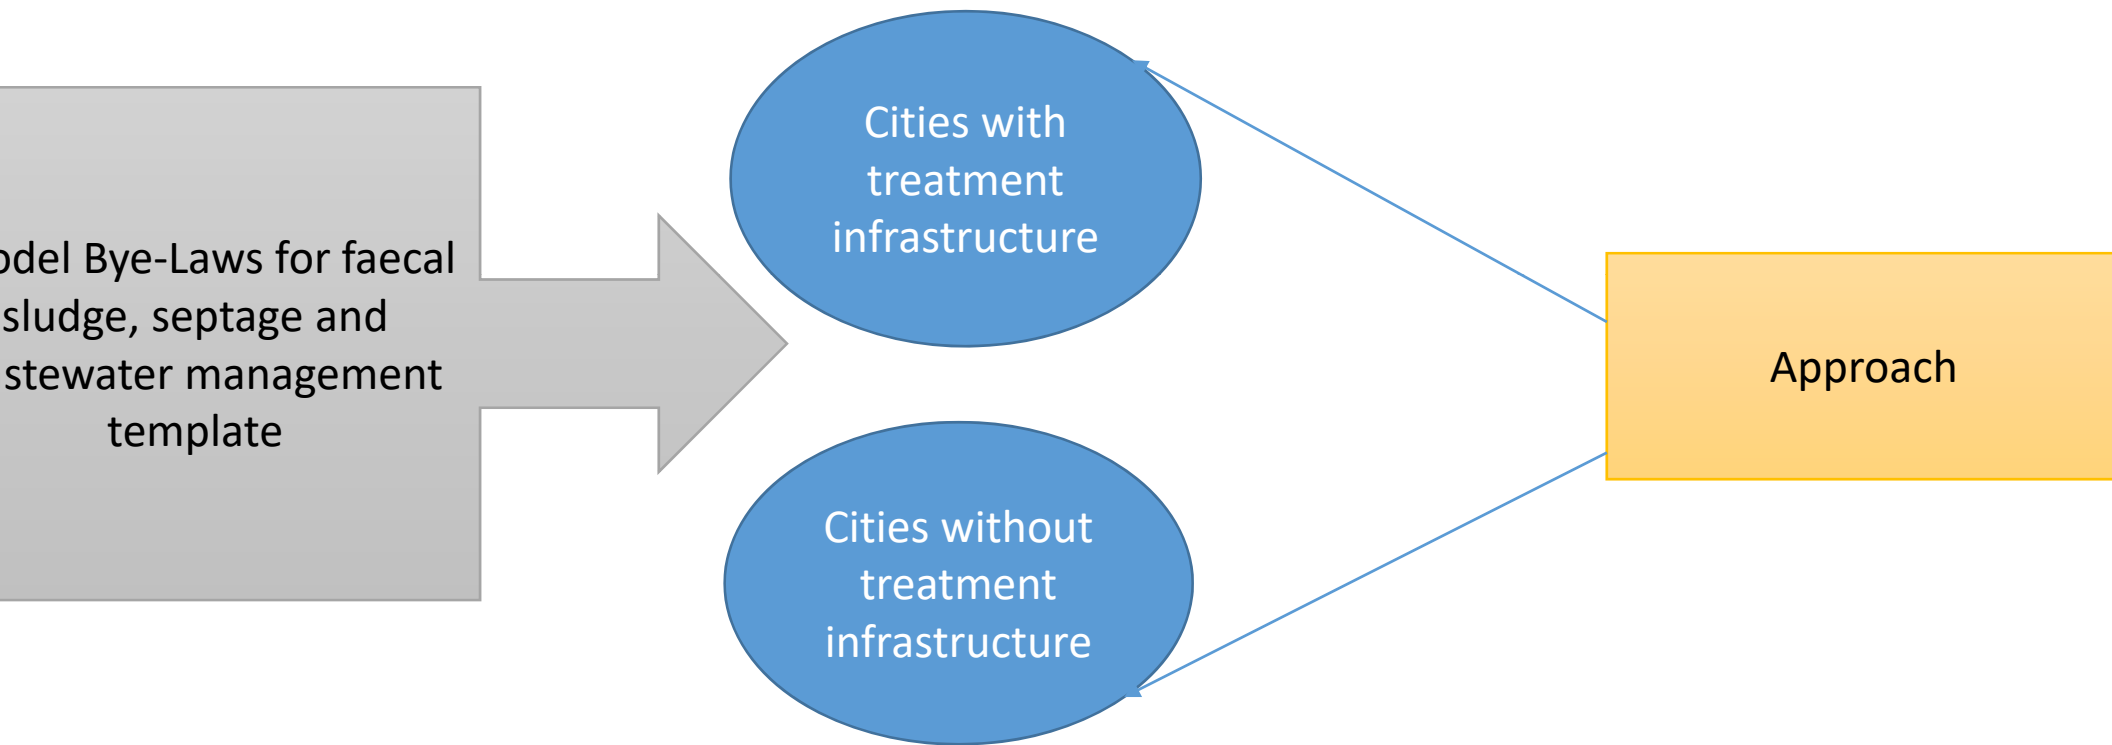 odel Bye-Laws for faecal
sludge, septage and
stewater management
template
Cities with
treatment
infrastructure
Cities without
treatment
infrastructure
Approach